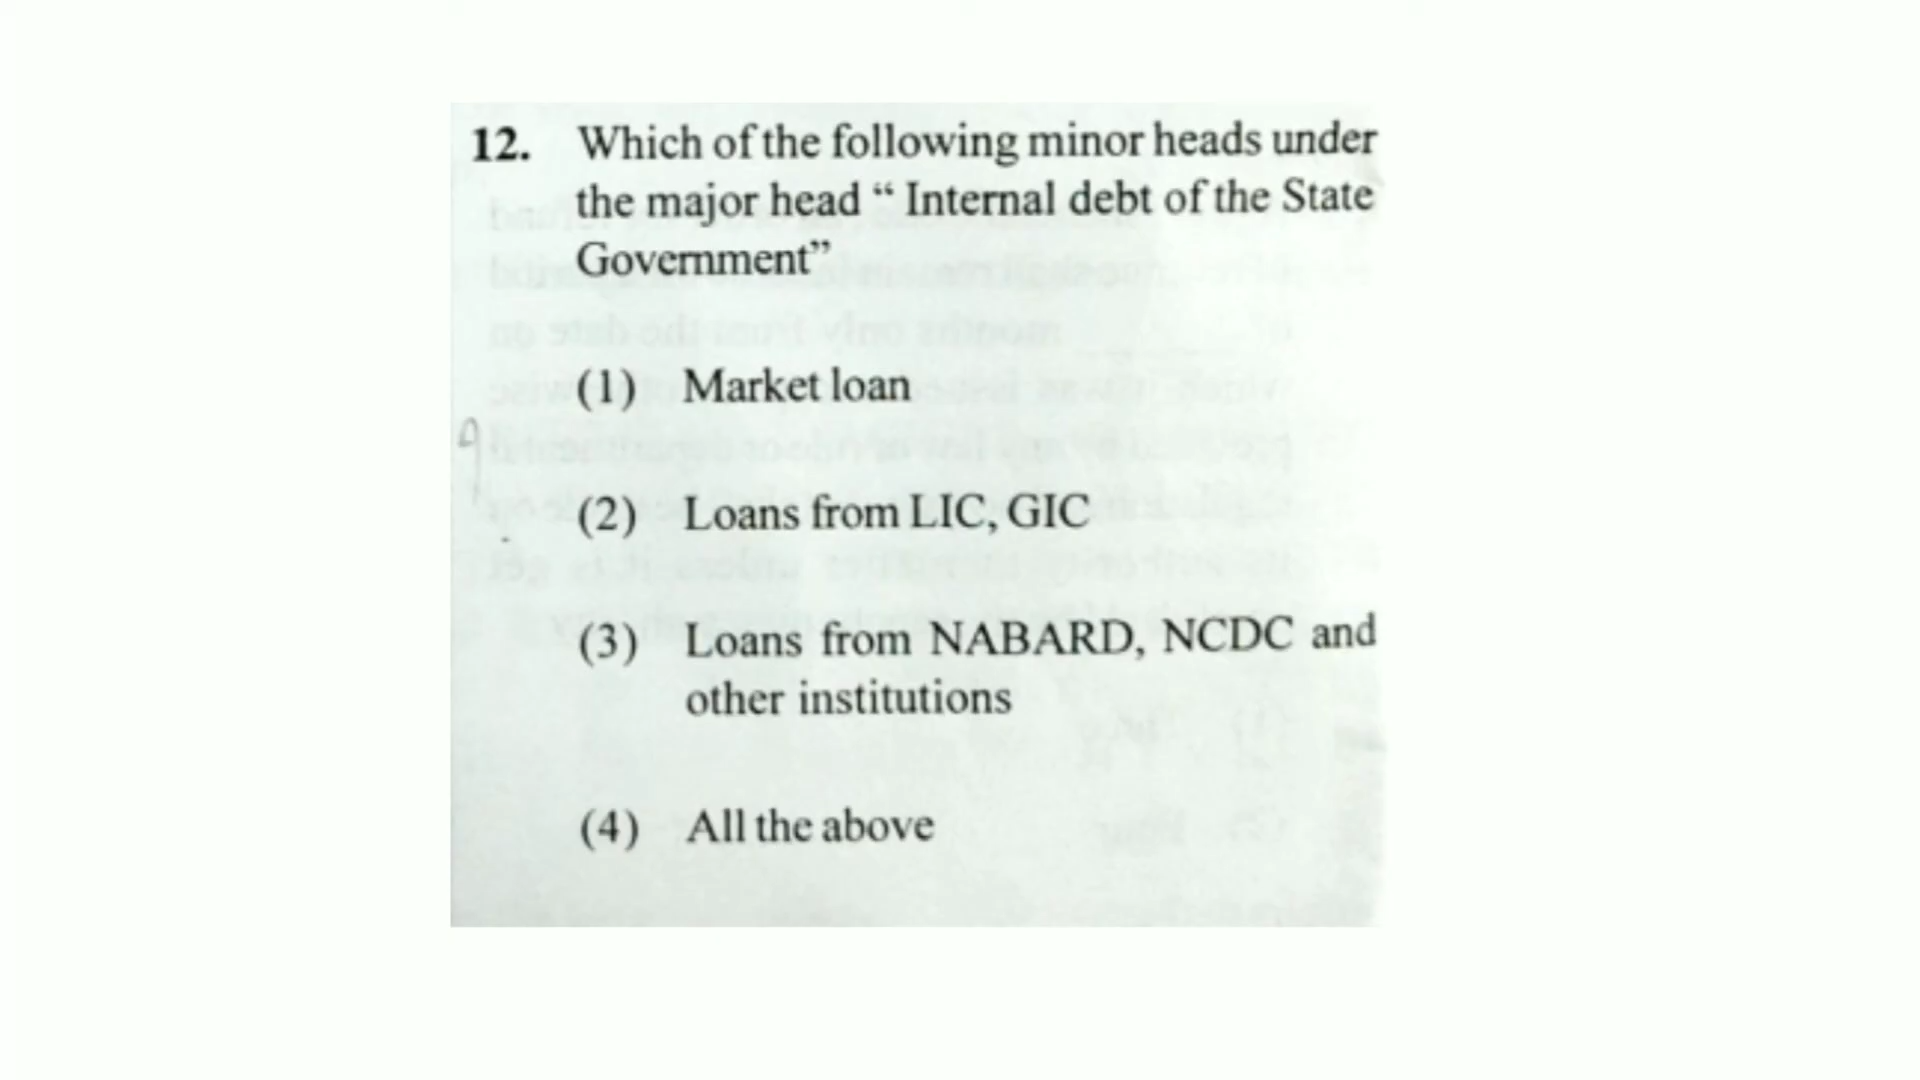 12. Which of the following minor heads under
the major head “ Internal debt of the State
Government”
(1) Market loan
(2) Loans from LIC, GIC
(3) Loans from NABARD, NCDC and
other institutions
(4) All the above